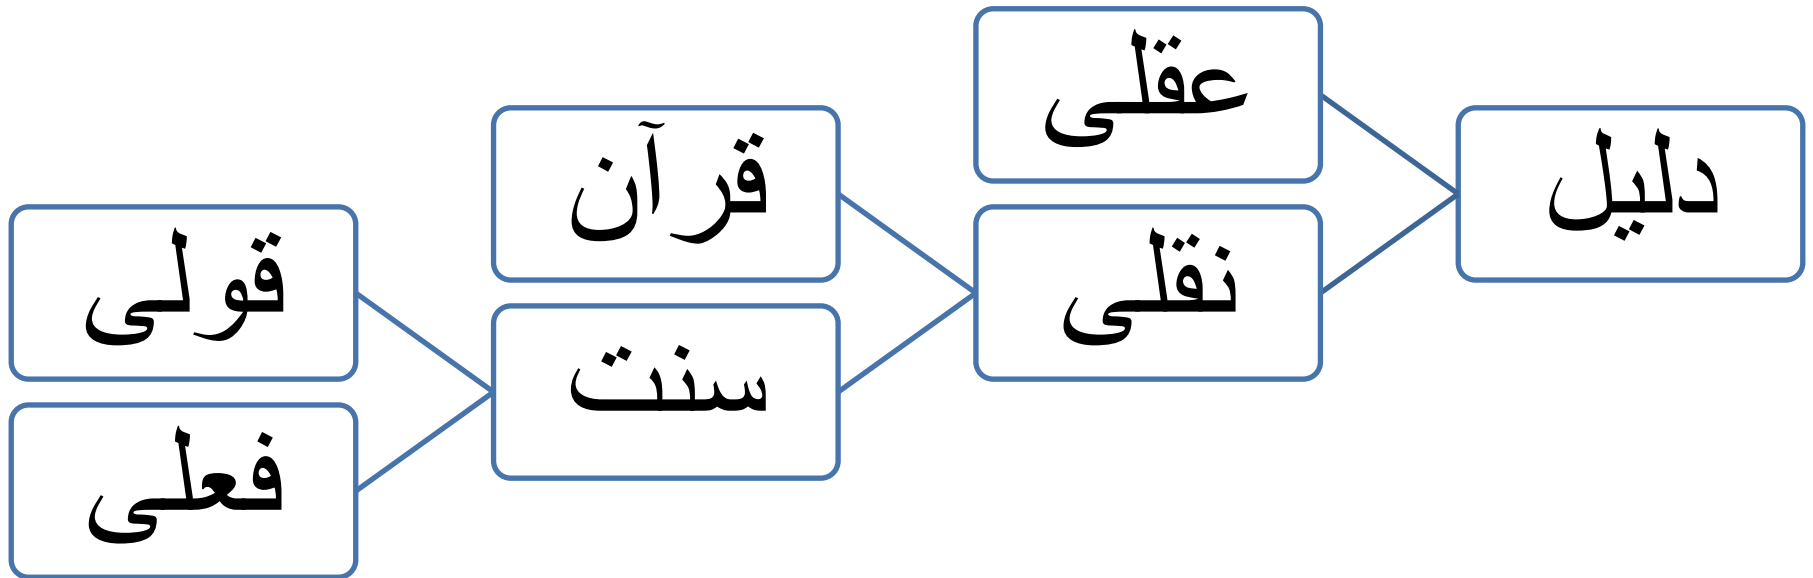 دلیل
عقلی
نقلی
قرآن
سنت
قولی
فعلی